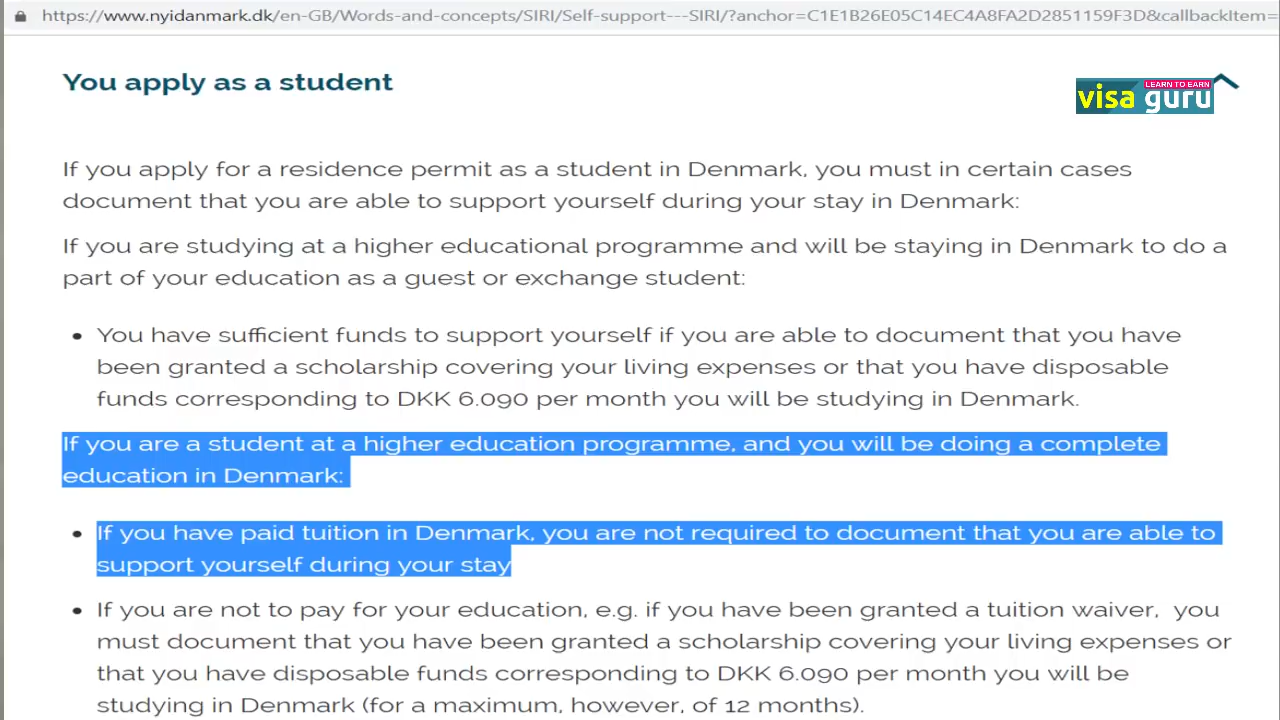 https://www.nyidanmark.dk/en-GB/Words-and-concepts/SIRI/Self-support---SIRI/?anchor=C1E1B26E05C14EC4A8FA2D2851159F3D&callbackItem=
You apply as a student
LEARN TO EARN
visa guru
If you apply for a residence permit as a student in Denmark, you must in certain cases
document that you are able to support yourself during your stay in Denmark:
If you are studying at a higher educational programme and will be staying in Denmark to do a
part of your education as a guest or exchange student:
• You have sufficient funds to support yourself if you are able to document that you have
been granted a scholarship covering your living expenses or that you have disposable
funds corresponding to DKK 6.090 per month you will be studying in Denmark.
If you are a student at a higher education programme, and you will be doing a complete
education in Denmark:
• If you have paid tuition in Denmark, you are not required to document that you are able to
support yourself during your stay
• If you are not to pay for your education, e.g. if you have been granted a tuition waiver, you
must document that you have been granted a scholarship covering your living expenses or
that you have disposable funds corresponding to DKK 6.090 per month you will be
studying in Denmark (for a maximum, however, of 12 months).